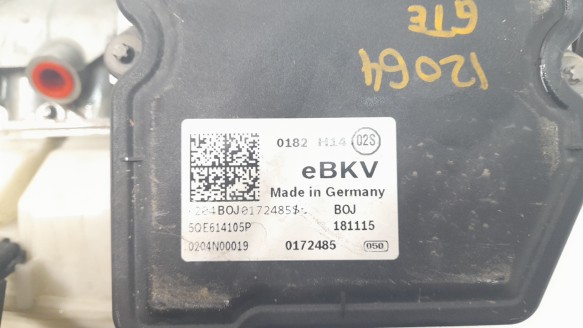 GTE
12064
0182 M14 02S
eBKV
Made in Germany
BOJ
5QE614105P 181115
0204N00019 0172485 050